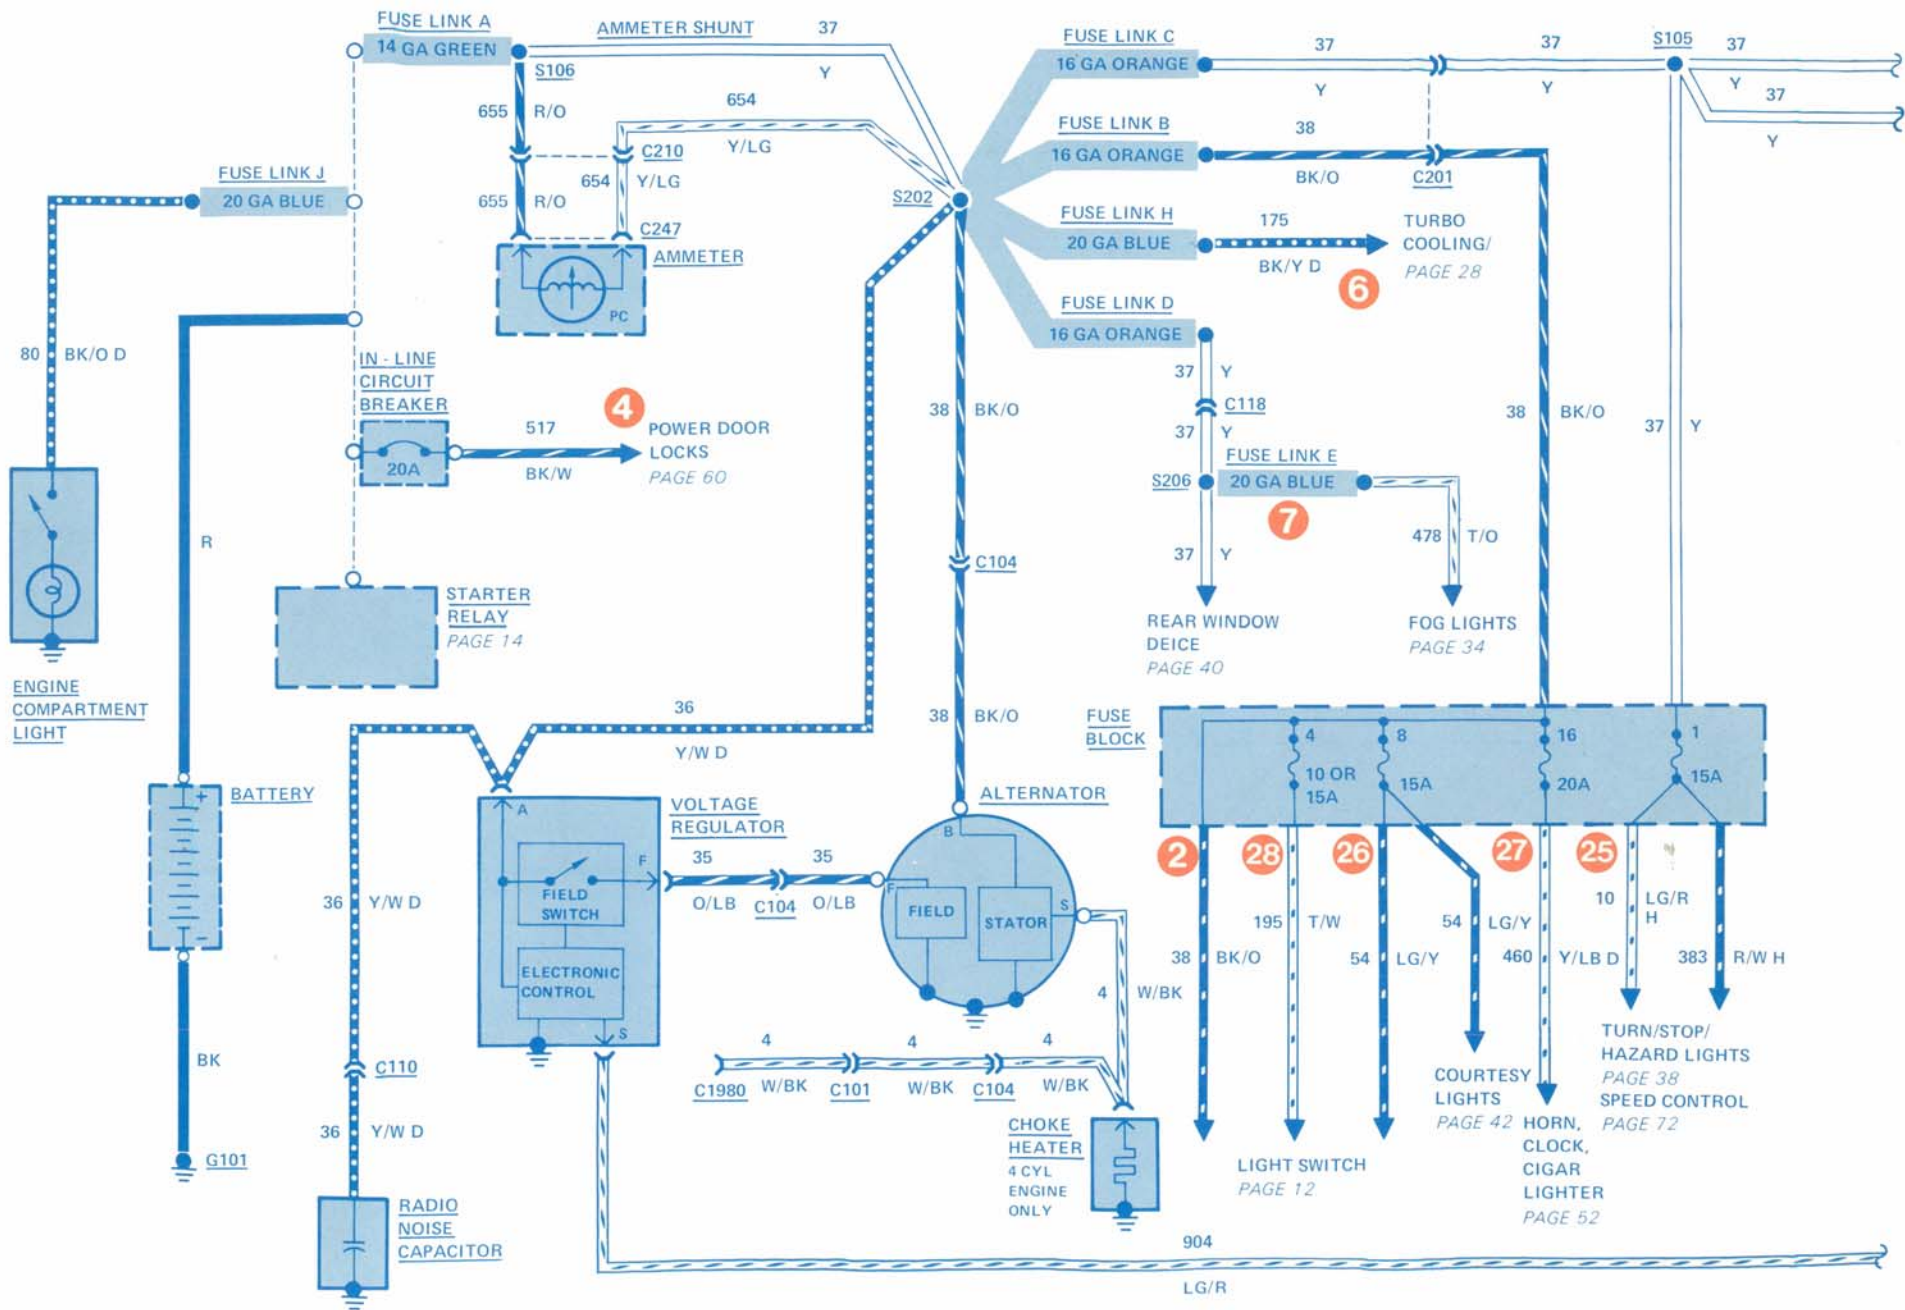 FUSE LINK A
14 GA GREEN
AMMETER SHUNT
37
Y
S106
655
R/O
654
Y/LG
C210
654
Y/LG
655
R/O
C247
AMMETER
PC
FUSE LINK J
20 GA BLUE
80
BK/O D
IN - LINE
CIRCUIT
BREAKER
20A
517
BK/W
4
POWER DOOR
LOCKS
PAGE 60
R
STARTER
RELAY
PAGE 14
ENGINE
COMPARTMENT
LIGHT
S202
FUSE LINK C
16 GA ORANGE
37
Y
37
Y
S105
37
Y
37
Y
FUSE LINK B
16 GA ORANGE
38
BK/O
C201
FUSE LINK H
20 GA BLUE
175
BK/Y D
6
TURBO
COOLING/
PAGE 28
FUSE LINK D
16 GA ORANGE
37
Y
C118
37
Y
S206
FUSE LINK E
20 GA BLUE
7
37
Y
478
T/O
REAR WINDOW
DEICE
PAGE 40
FOG LIGHTS
PAGE 34
38
BK/O
37
Y
38
BK/O
C104
38
BK/O
36
Y/W D
BATTERY
+
−
BK
G101
36
Y/W D
C110
36
Y/W D
RADIO
NOISE
CAPACITOR
VOLTAGE
REGULATOR
A
F
FIELD
SWITCH
ELECTRONIC
CONTROL
S
35
O/LB
C104
35
O/LB
ALTERNATOR
B
F
FIELD
STATOR
S
4
W/BK
4
W/BK
4
W/BK
4
W/BK
C1980
C101
C104
CHOKE
HEATER
4 CYL
ENGINE
ONLY
904
LG/R
FUSE
BLOCK
4
10 OR
15A
8
15A
16
20A
1
15A
2
28
26
27
25
38
BK/O
195
T/W
54
LG/Y
54
LG/Y
460
Y/LB D
10
LG/R
H
383
R/W H
LIGHT SWITCH
PAGE 12
COURTESY
LIGHTS
PAGE 42
HORN,
CLOCK,
CIGAR
LIGHTER
PAGE 52
TURN/STOP/
HAZARD LIGHTS
PAGE 38
SPEED CONTROL
PAGE 72